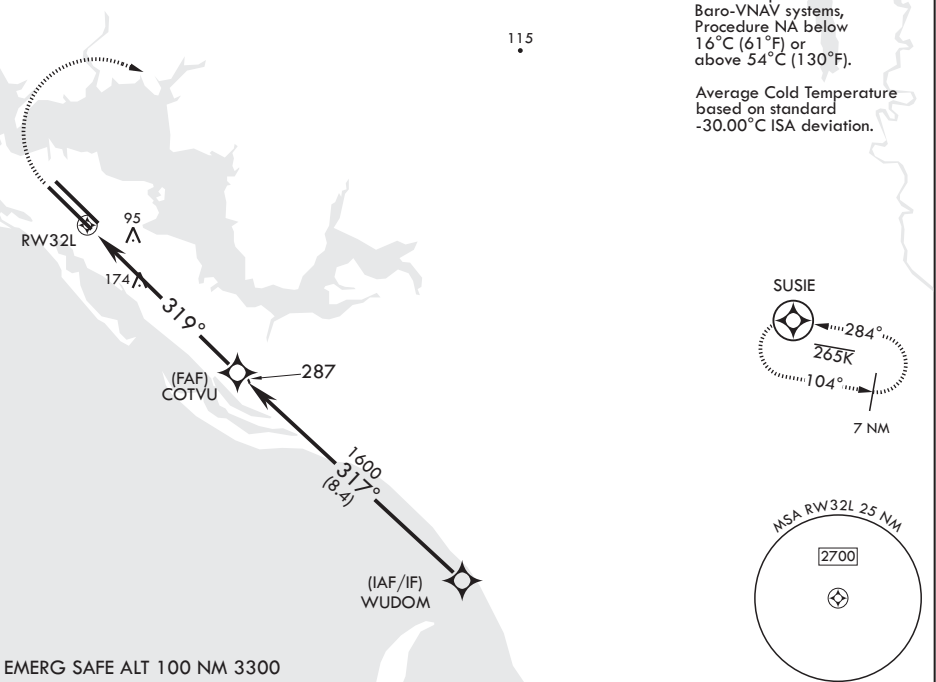 Baro-VNAV systems,
Procedure NA below
16°C (61°F) or
above 54°C (130°F).
Average Cold Temperature
based on standard
-30.00°C ISA deviation.
115
95
RW32L
174
319°
SUSIE
284°
265K
104°
7 NM
287
(FAF)
COTVU
1600
317°
(8.4)
MSA RW32L 25 NM
2700
(IAF/IF)
WUDOM
EMERG SAFE ALT 100 NM 3300